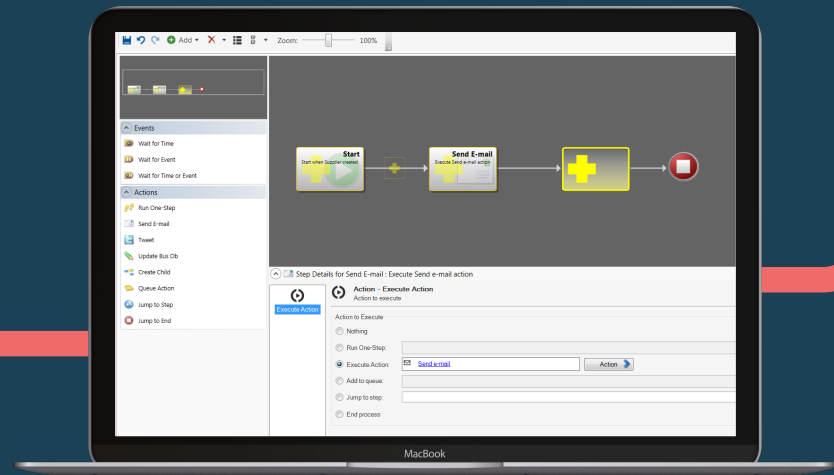 Add
Zoom:
100%
Events
Wait for Time
Wait for Event
Wait for Time or Event
Actions
Run One-Step
Send E-mail
Tweet
Update Bus Ob
Create Child
Queue Action
Jump to Step
Jump to End
Start
Start when Supplier created
Send E-mail
Execute Send e-mail action
Step Details for Send E-mail : Execute Send e-mail action
Execute Action
Action - Execute Action
Action to execute
Action to Execute
Nothing
Run One-Step:
Execute Action:
Send e-mail
Action
Add to queue:
Jump to step:
End process
MacBook